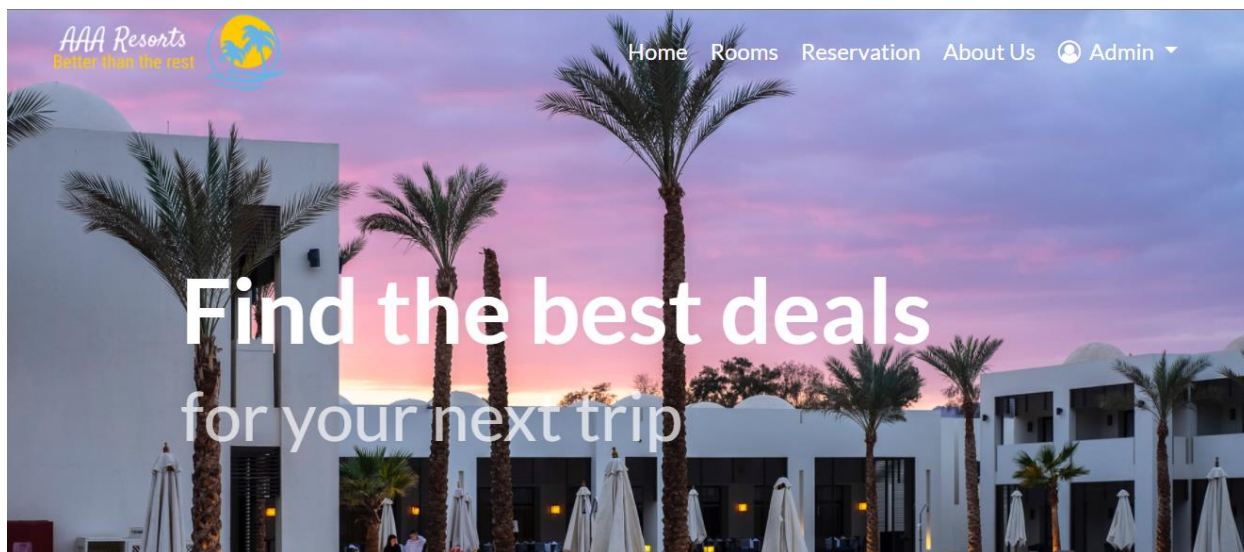 AAA Resorts
Better than the rest
Home Rooms Reservation About Us Admin
Find the best deals
for your next trip